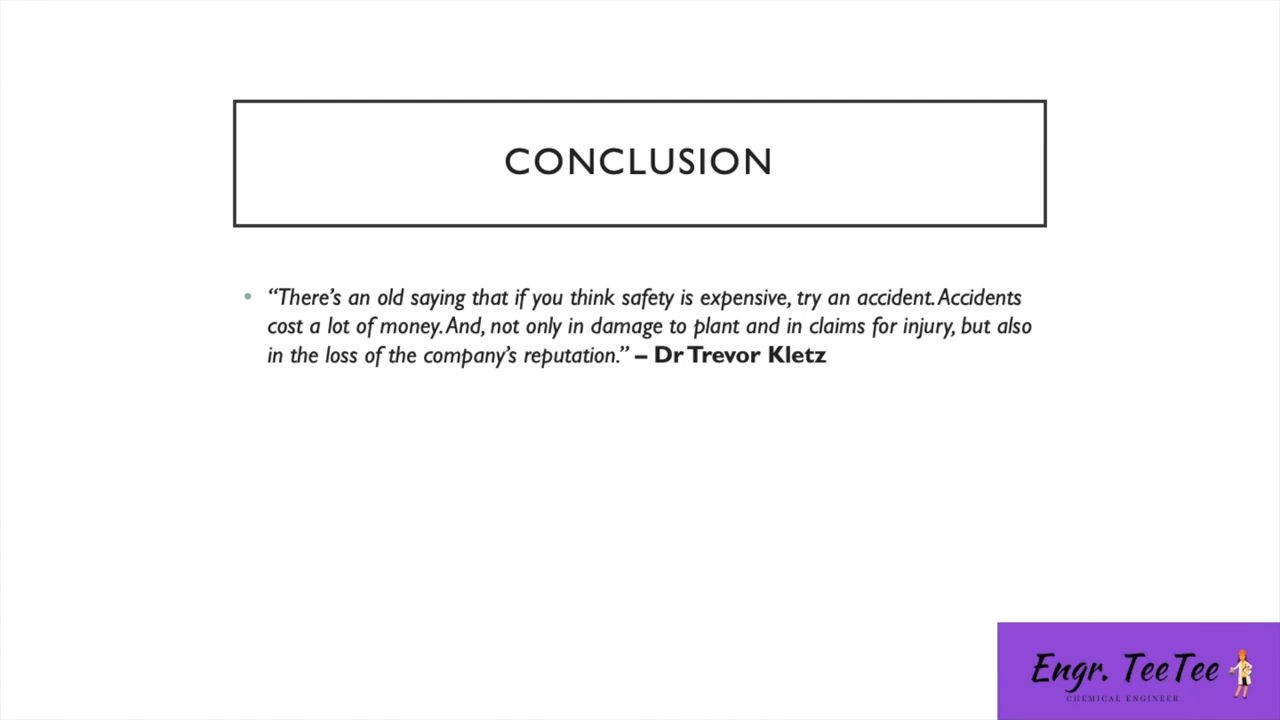 CONCLUSION
• “There’s an old saying that if you think safety is expensive, try an accident. Accidents
cost a lot of money. And, not only in damage to plant and in claims for injury, but also
in the loss of the company’s reputation.” – Dr Trevor Kletz
Engr. TeeTee
CHEMICAL ENGINEER